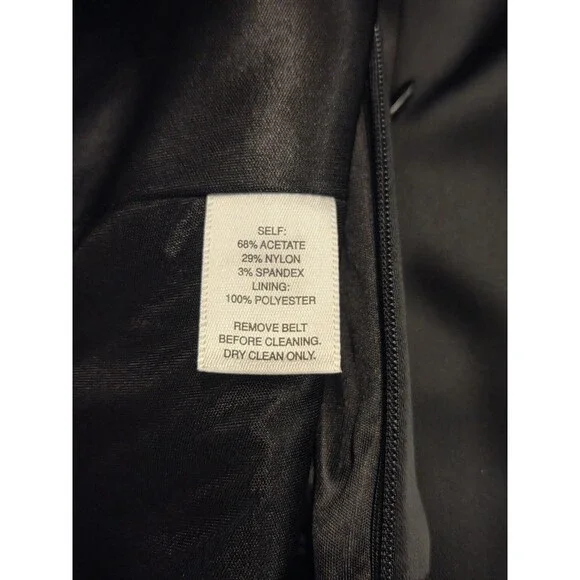 SELF:
68% ACETATE
29% NYLON
3% SPANDEX
LINING:
100% POLYESTER
REMOVE BELT
BEFORE CLEANING.
DRY CLEAN ONLY.